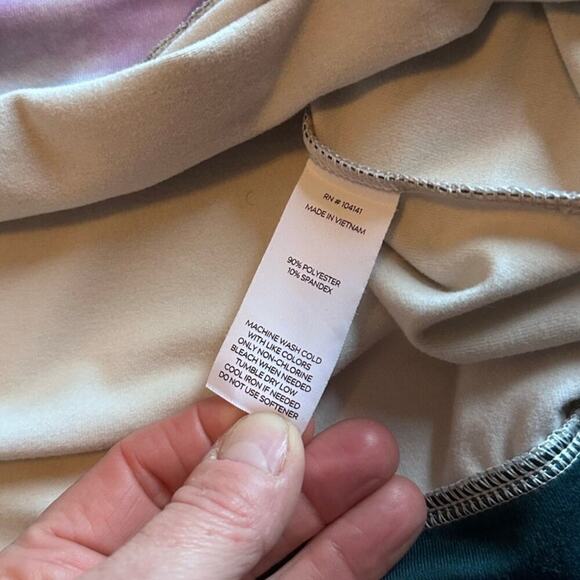 RN # 104141
MADE IN VIETNAM
90% POLYESTER
10% SPANDEX
MACHINE WASH COLD
WITH LIKE COLORS
ONLY NON-CHLORINE
BLEACH WHEN NEEDED
TUMBLE DRY LOW
COOL IRON IF NEEDED
DO NOT USE SOFTENER